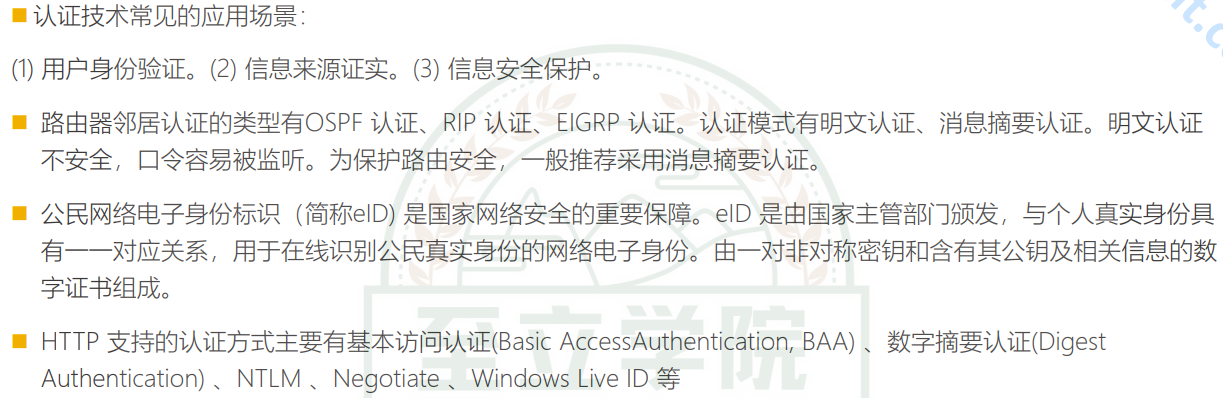 认证技术常见的应用场景：
(1) 用户身份验证。(2) 信息来源证实。(3) 信息安全保护。
路由器邻居认证的类型有OSPF 认证、RIP 认证、EIGRP 认证。认证模式有明文认证、消息摘要认证。明文认证
不安全，口令容易被监听。为保护路由安全，一般推荐采用消息摘要认证。
公民网络电子身份标识（简称eID) 是国家网络安全的重要保障。eID 是由国家主管部门颁发，与个人真实身份具
有一一对应关系，用于在线识别公民真实身份的网络电子身份。由一对非对称密钥和含有其公钥及相关信息的数
字证书组成。
HTTP 支持的认证方式主要有基本访问认证(Basic AccessAuthentication, BAA) 、数字摘要认证(Digest
Authentication) 、NTLM 、Negotiate 、Windows Live ID 等
至立学院